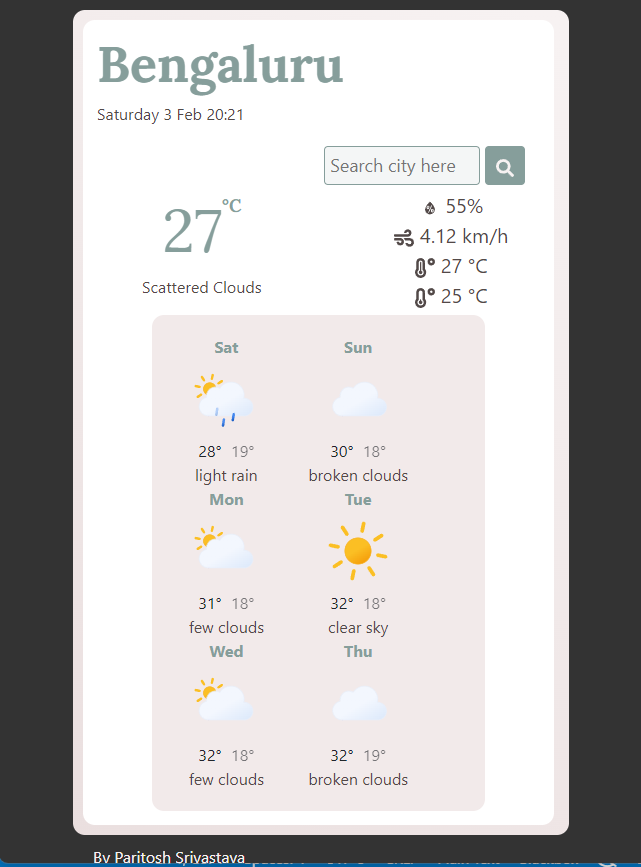 Bengaluru
Saturday 3 Feb 20:21
Search city here
27°C
55%
4.12 km/h
27 °C
25 °C
Scattered Clouds
Sat Sun
28° 19° 30° 18°
light rain broken clouds
Mon Tue
31° 18° 32° 18°
few clouds clear sky
Wed Thu
32° 18° 32° 19°
few clouds broken clouds
By Paritosh Srivastava